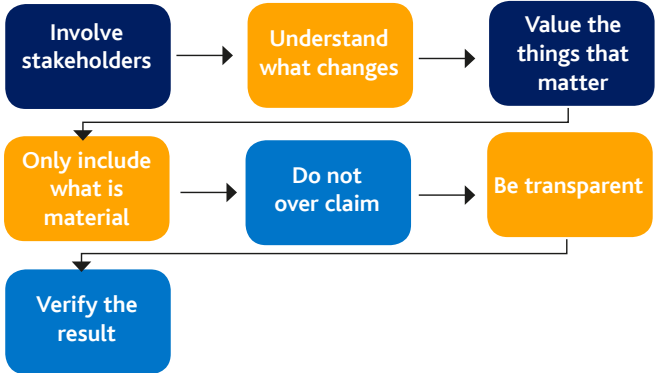 Involve
stakeholders
Understand
what changes
Value the
things that
matter
Only include
what is
material
Do not
over claim
Be transparent
Verify the
result